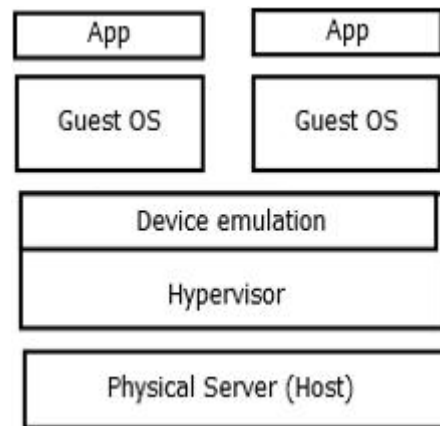 App
App
Guest OS
Guest OS
Device emulation
Hypervisor
Physical Server (Host)